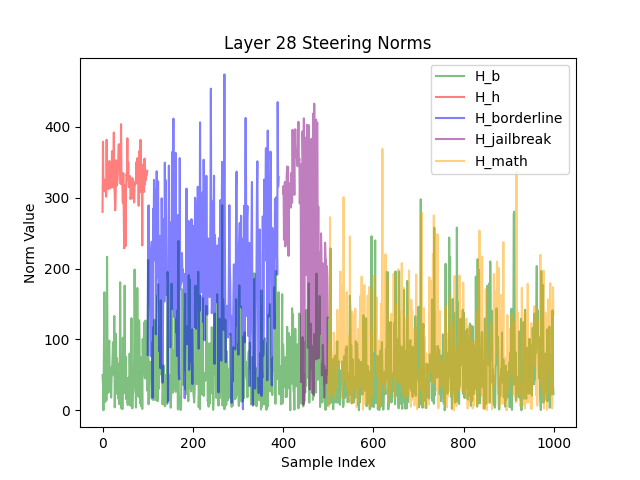 Layer 28 Steering Norms
H_b
H_h
H_borderline
H_jailbreak
H_math
Norm Value
400
300
200
100
0
0
200
400
600
800
1000
Sample Index